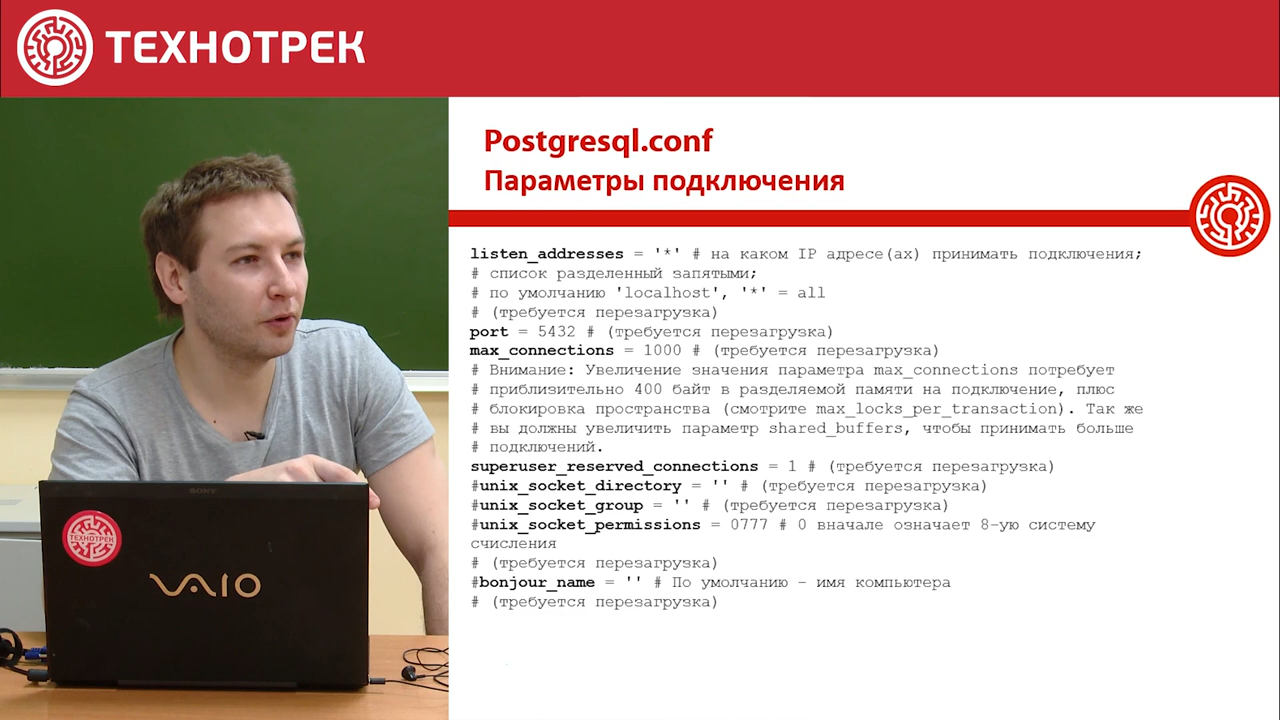 ТЕХНОТРЕК
Postgresql.conf
Параметры подключения
listen_addresses = '*' # на каком IP адресе(ах) принимать подключения;
# список разделенный запятыми;
# по умолчанию 'localhost', '*' = all
# (требуется перезагрузка)
port = 5432 # (требуется перезагрузка)
max_connections = 1000 # (требуется перезагрузка)
# Внимание: Увеличение значения параметра max_connections потребует
# приблизительно 400 байт в разделяемой памяти на подключение, плюс
# блокировка пространства (смотрите max_locks_per_transaction). Так же
# вы должны увеличить параметр shared_buffers, чтобы принимать больше
# подключений.
superuser_reserved_connections = 1 # (требуется перезагрузка)
#unix_socket_directory = '' # (требуется перезагрузка)
#unix_socket_group = '' # (требуется перезагрузка)
#unix_socket_permissions = 0777 # 0 вначале означает 8-ую систему
счисления
# (требуется перезагрузка)
#bonjour_name = '' # По умолчанию - имя компьютера
# (требуется перезагрузка)
SONY
ТЕХНОТРЕК
VAIO